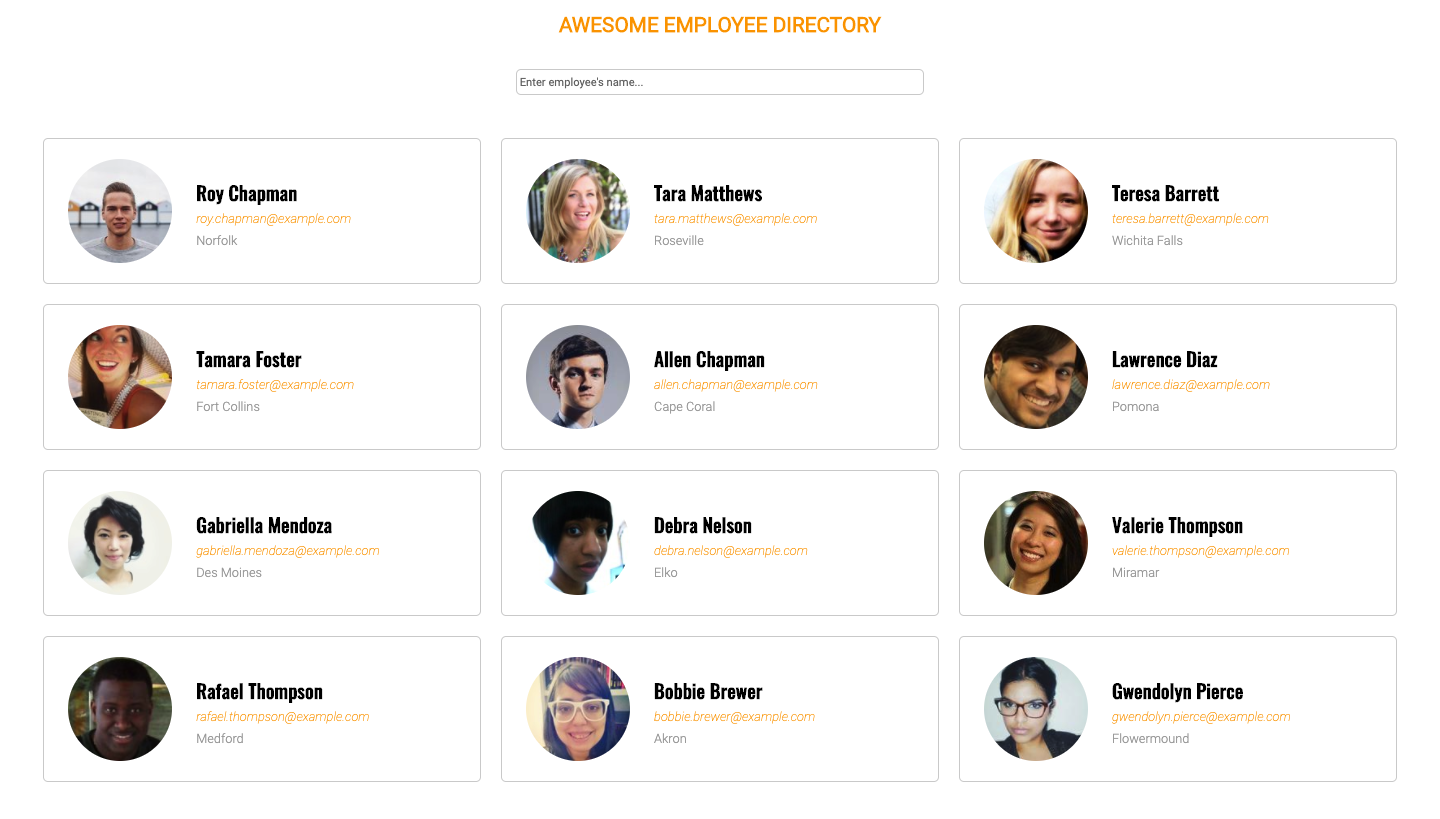 AWESOME EMPLOYEE DIRECTORY
Enter employee's name...
Roy Chapman
roy.chapman@example.com
Norfolk
Tara Matthews
tara.matthews@example.com
Roseville
Teresa Barrett
teresa.barrett@example.com
Wichita Falls
Tamara Foster
tamara.foster@example.com
Fort Collins
Allen Chapman
allen.chapman@example.com
Cape Coral
Lawrence Diaz
lawrence.diaz@example.com
Pomona
Gabriella Mendoza
gabriella.mendoza@example.com
Des Moines
Debra Nelson
debra.nelson@example.com
Elko
Valerie Thompson
valerie.thompson@example.com
Miramar
Rafael Thompson
rafael.thompson@example.com
Medford
Bobbie Brewer
bobbie.brewer@example.com
Akron
Gwendolyn Pierce
gwendolyn.pierce@example.com
Flowermound